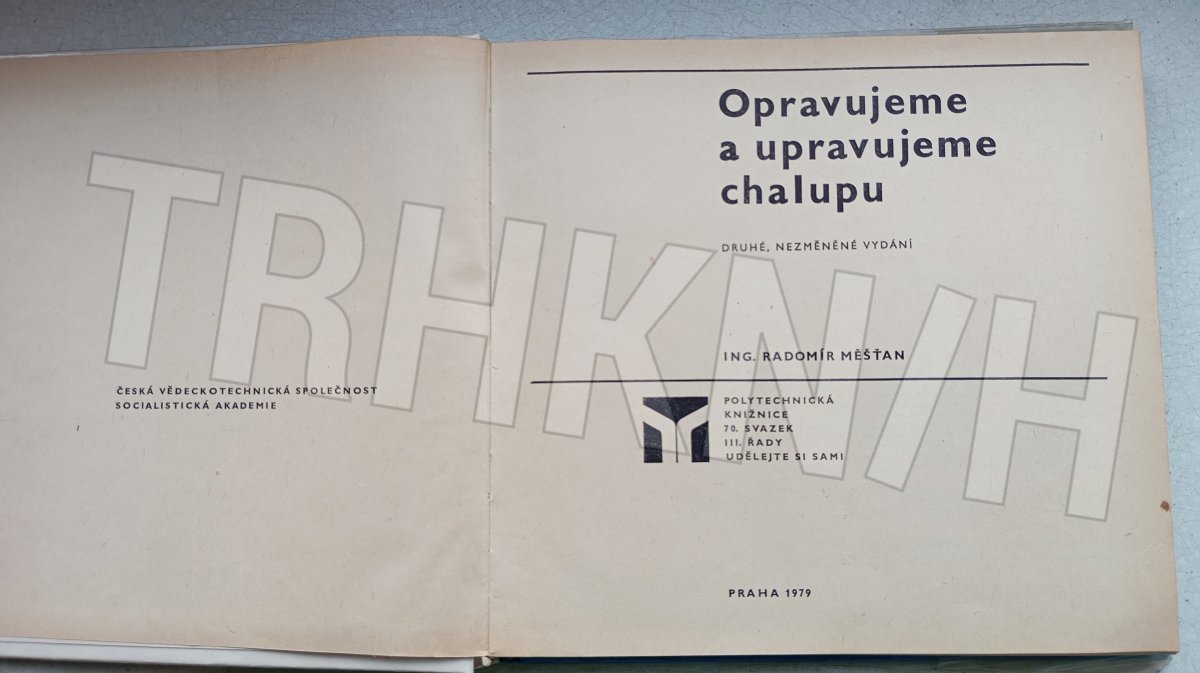 ČESKÁ VĚDECKOTECHNICKÁ SPOLEČNOST
SOCIALISTICKÁ AKADEMIE
Opravujeme
a upravujeme
chalupu
DRUHÉ, NEZMĚNĚNÉ VYDÁNÍ
ING. RADOMÍR MĚŠŤAN
POLYTECHNICKÁ
KNIŽNICE
70. SVAZEK
III. ŘADY
UDĚLEJTE SI SAMI
PRAHA 1979
TRHKNIH